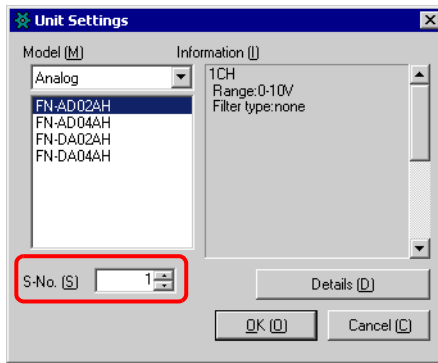 Unit Settings
Model (M)
Information (I)
Analog
FN-AD02AH
FN-AD04AH
FN-DA02AH
FN-DA04AH
1CH
Range:0-10V
Filter type:none
S-No. (S)
1
Details (D)
OK (O)
Cancel (C)